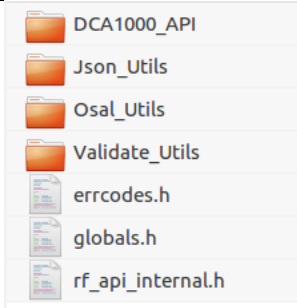 DCA1000_API
Json_Utils
Osal_Utils
Validate_Utils
errcodes.h
globals.h
rf_api_internal.h